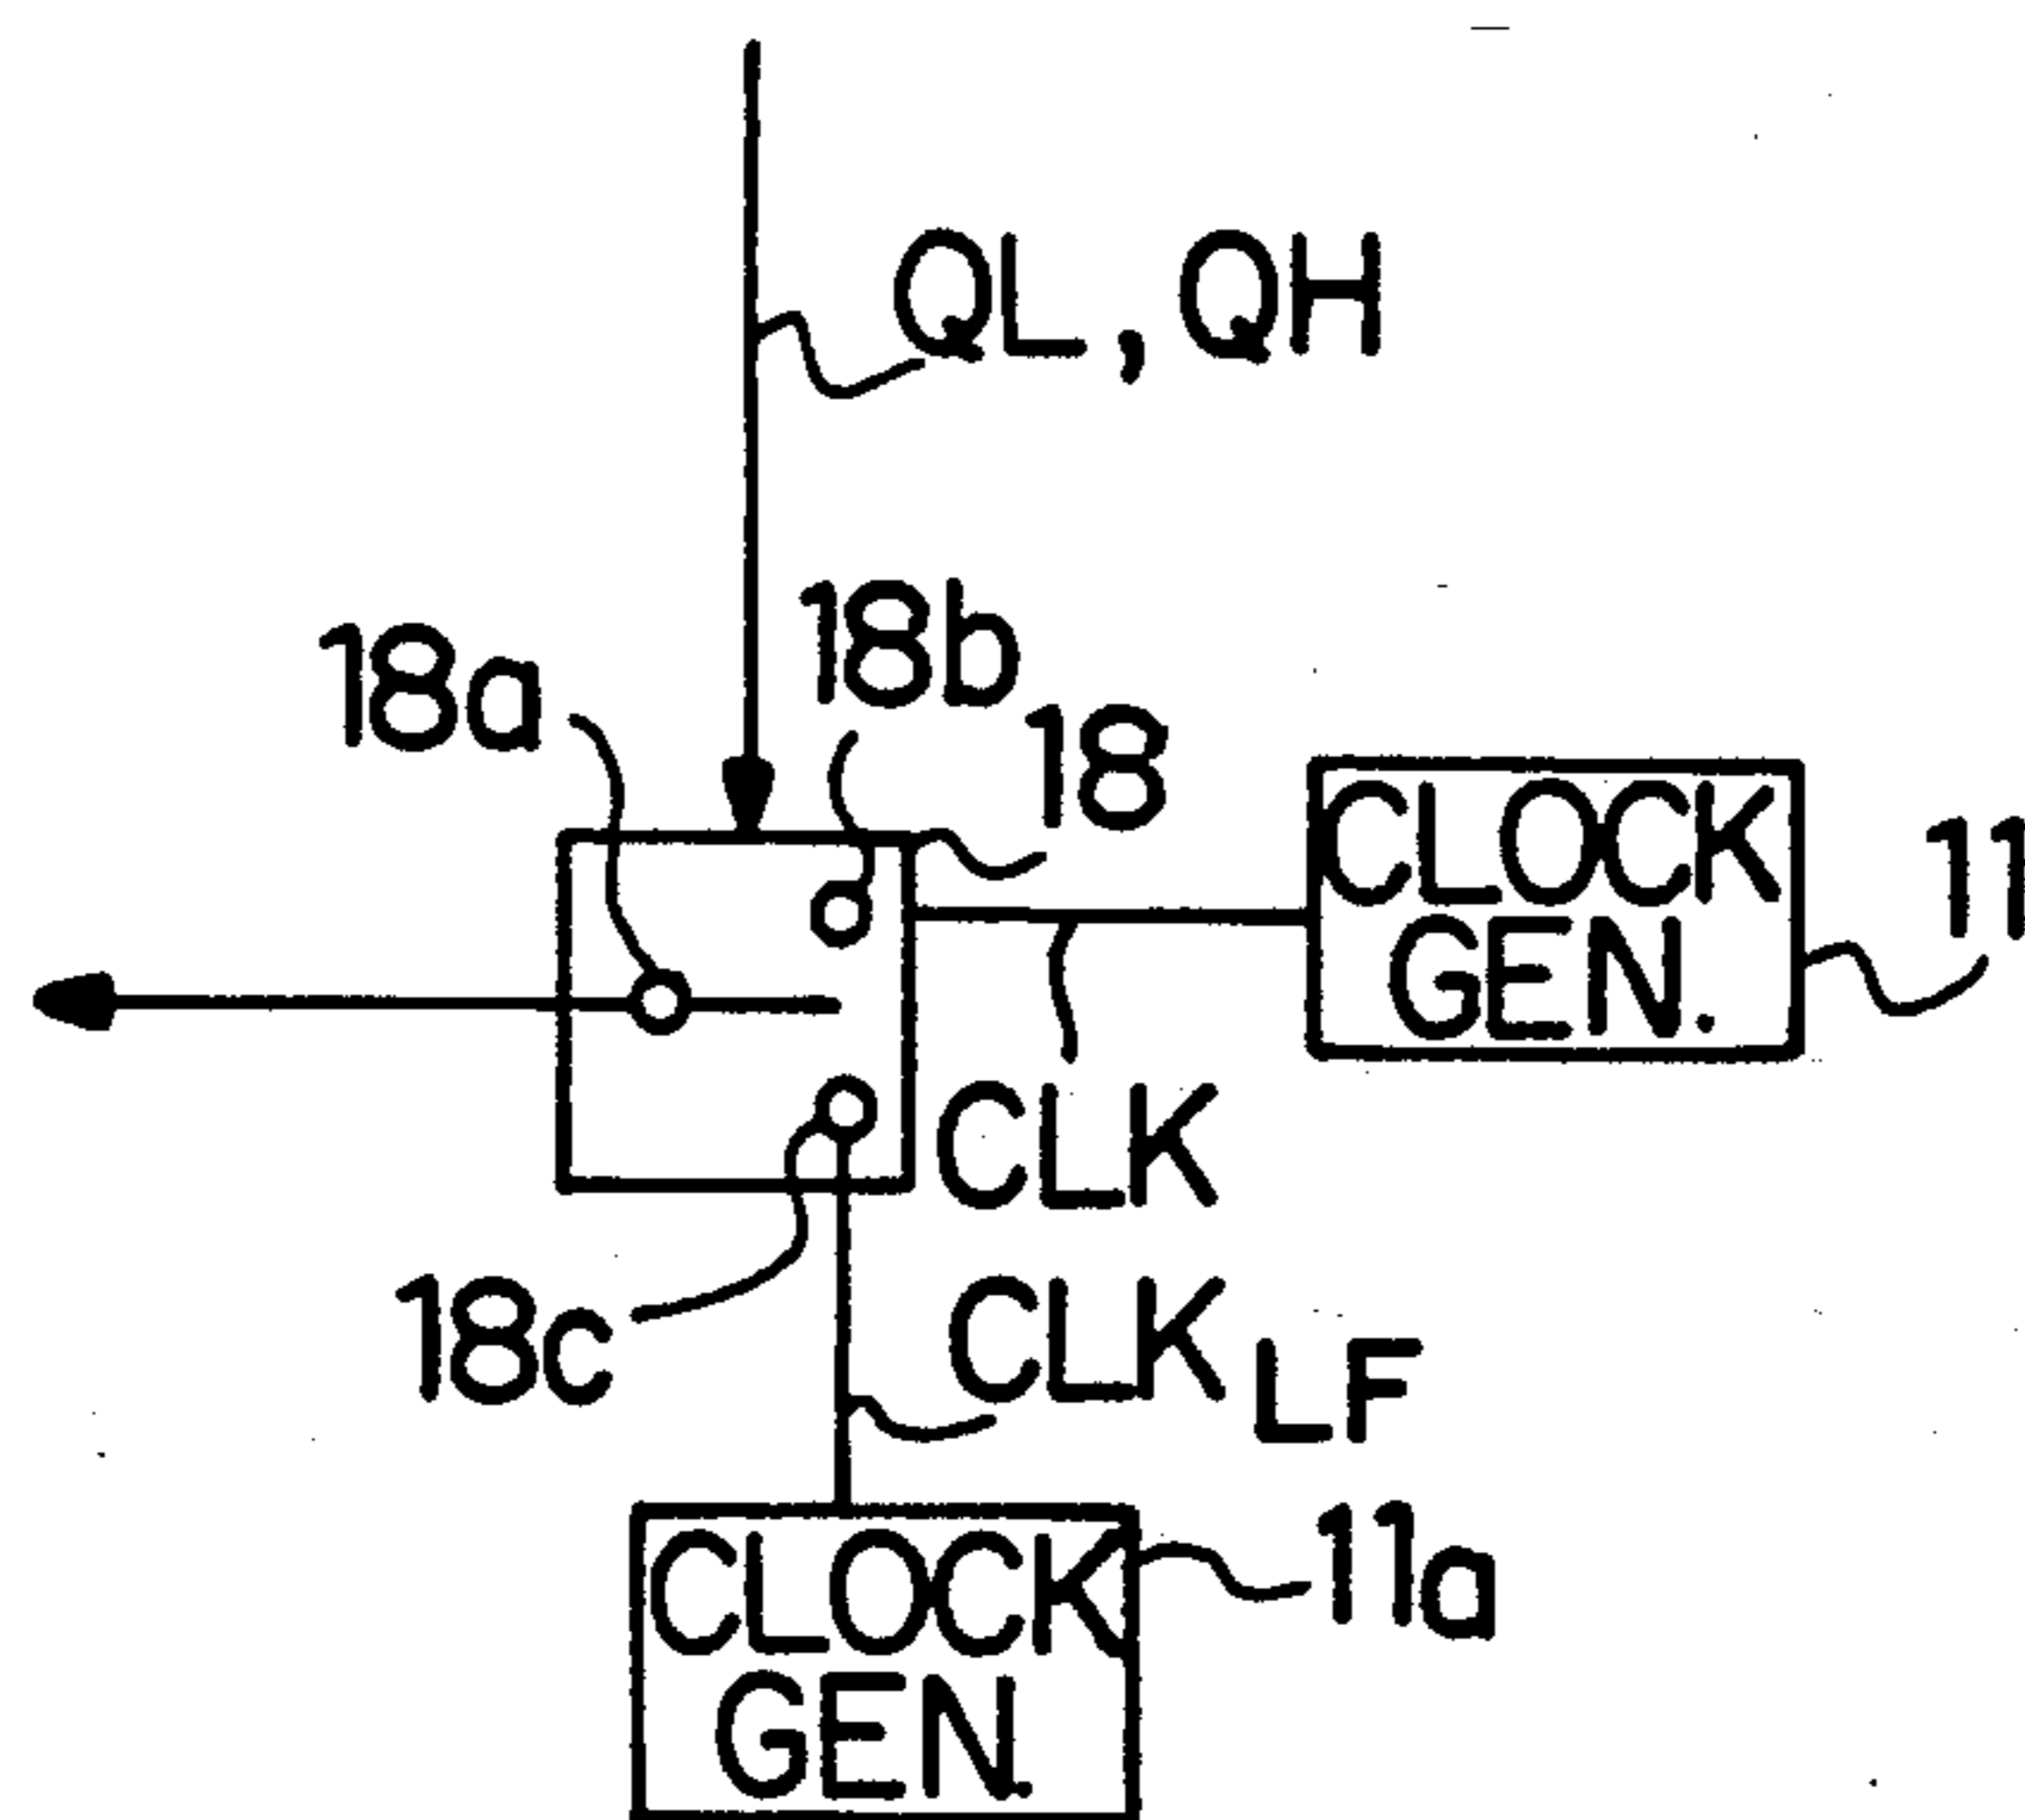 QL, QH
18a
18b
18
CLOCK
GEN.
11
CLK
18c
CLK LF
CLOCK
GEN.
11a